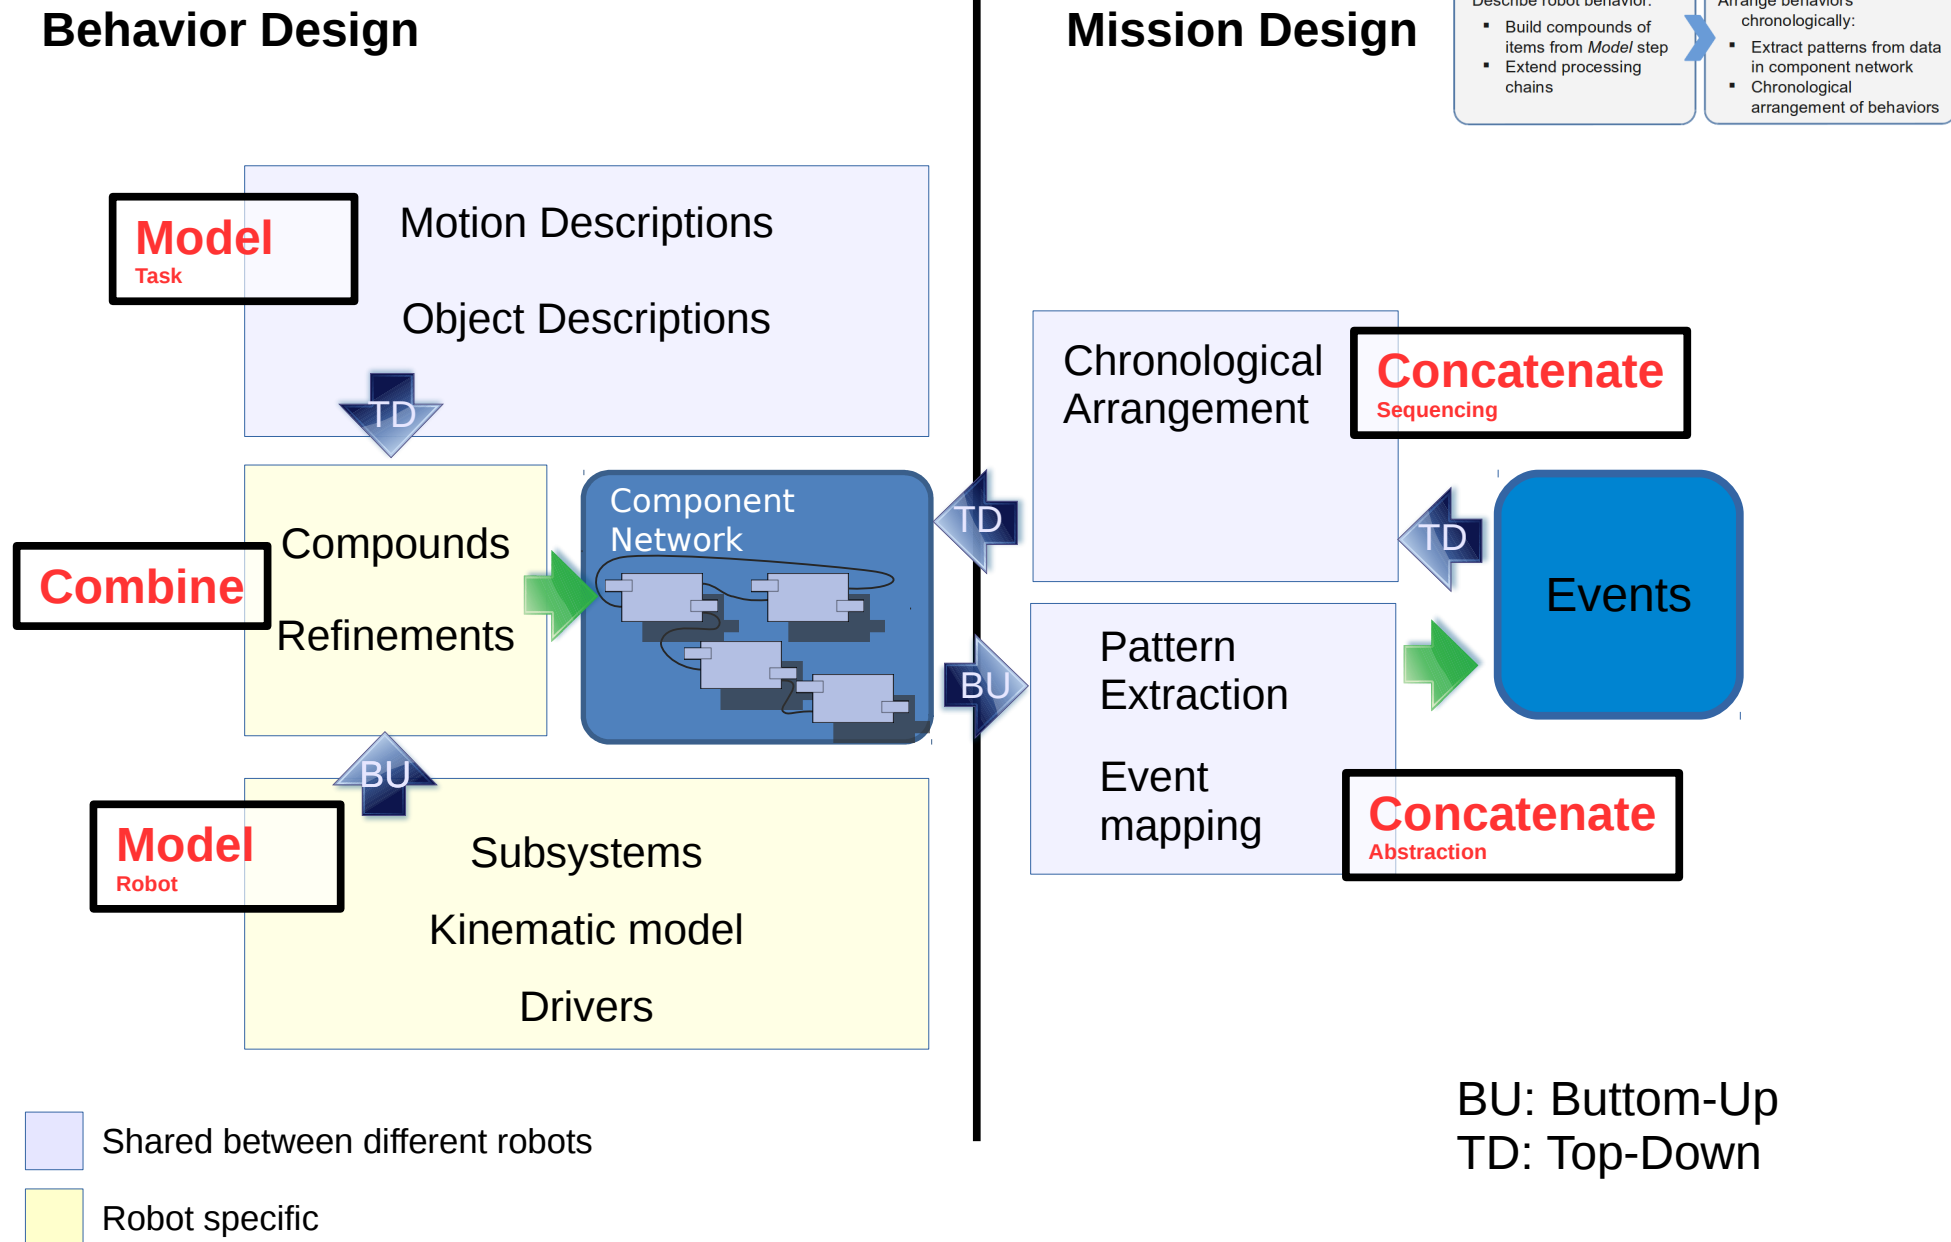 Behavior Design
Mission Design
Describe robot behavior:
▪ Build compounds of
items from Model step
▪ Extend processing
chains
Arrange behaviors
chronologically:
▪ Extract patterns from data
in component network
▪ Chronological
arrangement of behaviors
Model
Task
Motion Descriptions
Object Descriptions
TD
Combine
Compounds
Refinements
Component
Network
BU
Model
Robot
Subsystems
Kinematic model
Drivers
TD
BU
Chronological
Arrangement
Concatenate
Sequencing
TD
Events
Pattern
Extraction
Event
mapping
Concatenate
Abstraction
Shared between different robots
Robot specific
BU: Buttom-Up
TD: Top-Down